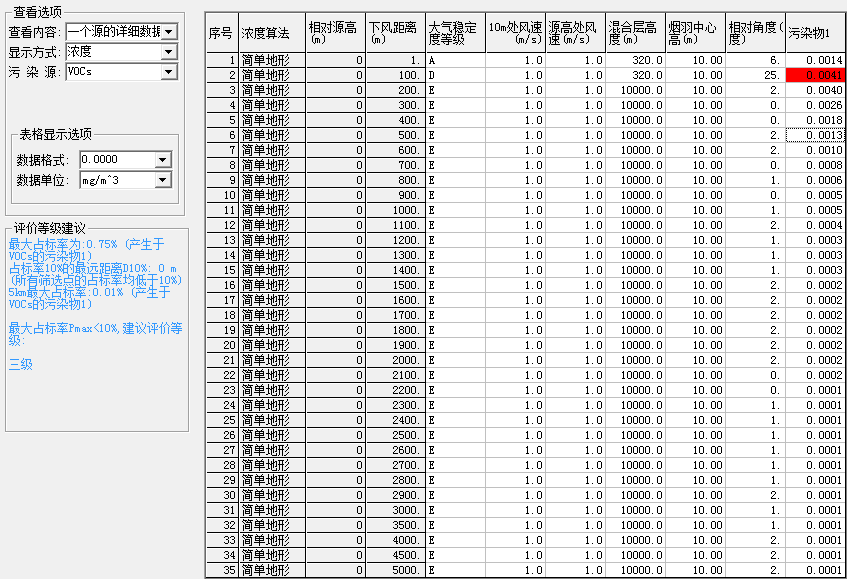 查看选项
查看内容: 一个源的详细数据
显示方式: 浓度
污 染 源: VOCs
表格显示选项
数据格式: 0.0000
数据单位: mg/m^3
评价等级建议
最大占标率为:0.75% (产生于
VOCs的污染物1)
占标率10%的最远距离D10%: 0 m
(所有筛选点的占标率均低于10%)
5km最大占标率:0.01% (产生于
VOCs的污染物1)
最大占标率Pmax<10%,建议评价等
级:
三级
序号 浓度算法 相对源高(m) 下风距离(m) 大气稳定度等级 10m处风速(m/s) 源高处风速(m/s) 混合层高度(m) 烟羽中心高(m) 相对角度(度) 污染物1
1 简单地形 0 1. A 1.0 1.0 320.0 10.00 6. 0.0014
2 简单地形 0 100. D 1.0 1.0 320.0 10.00 25. 0.0041
3 简单地形 0 200. E 1.0 1.0 10000.0 10.00 2. 0.0040
4 简单地形 0 300. E 1.0 1.0 10000.0 10.00 0. 0.0026
5 简单地形 0 400. E 1.0 1.0 10000.0 10.00 0. 0.0018
6 简单地形 0 500. E 1.0 1.0 10000.0 10.00 2. 0.0013
7 简单地形 0 600. E 1.0 1.0 10000.0 10.00 2. 0.0010
8 简单地形 0 700. E 1.0 1.0 10000.0 10.00 0. 0.0008
9 简单地形 0 800. E 1.0 1.0 10000.0 10.00 1. 0.0006
10 简单地形 0 900. E 1.0 1.0 10000.0 10.00 0. 0.0005
11 简单地形 0 1000. E 1.0 1.0 10000.0 10.00 1. 0.0005
12 简单地形 0 1100. E 1.0 1.0 10000.0 10.00 2. 0.0004
13 简单地形 0 1200. E 1.0 1.0 10000.0 10.00 1. 0.0003
14 简单地形 0 1300. E 1.0 1.0 10000.0 10.00 1. 0.0003
15 简单地形 0 1400. E 1.0 1.0 10000.0 10.00 1. 0.0003
16 简单地形 0 1500. E 1.0 1.0 10000.0 10.00 2. 0.0002
17 简单地形 0 1600. E 1.0 1.0 10000.0 10.00 2. 0.0002
18 简单地形 0 1700. E 1.0 1.0 10000.0 10.00 2. 0.0002
19 简单地形 0 1800. E 1.0 1.0 10000.0 10.00 2. 0.0002
20 简单地形 0 1900. E 1.0 1.0 10000.0 10.00 2. 0.0002
21 简单地形 0 2000. E 1.0 1.0 10000.0 10.00 2. 0.0002
22 简单地形 0 2100. E 1.0 1.0 10000.0 10.00 0. 0.0002
23 简单地形 0 2200. E 1.0 1.0 10000.0 10.00 0. 0.0001
24 简单地形 0 2300. E 1.0 1.0 10000.0 10.00 1. 0.0001
25 简单地形 0 2400. E 1.0 1.0 10000.0 10.00 1. 0.0001
26 简单地形 0 2500. E 1.0 1.0 10000.0 10.00 1. 0.0001
27 简单地形 0 2600. E 1.0 1.0 10000.0 10.00 1. 0.0001
28 简单地形 0 2700. E 1.0 1.0 10000.0 10.00 1. 0.0001
29 简单地形 0 2800. E 1.0 1.0 10000.0 10.00 1. 0.0001
30 简单地形 0 2900. E 1.0 1.0 10000.0 10.00 2. 0.0001
31 简单地形 0 3000. E 1.0 1.0 10000.0 10.00 1. 0.0001
32 简单地形 0 3500. E 1.0 1.0 10000.0 10.00 1. 0.0001
33 简单地形 0 4000. E 1.0 1.0 10000.0 10.00 2. 0.0001
34 简单地形 0 4500. E 1.0 1.0 10000.0 10.00 2. 0.0001
35 简单地形 0 5000. E 1.0 1.0 10000.0 10.00 2. 0.0001